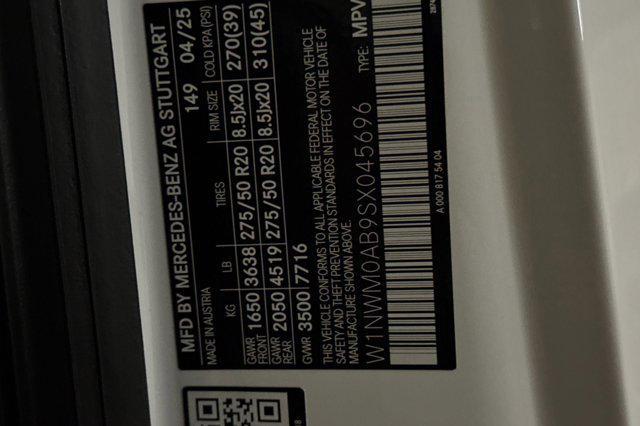 MFD BY MERCEDES-BENZ AG STUTTGART
MADE IN AUSTRIA 149 04/25
KG LB TIRES RIM SIZE COLD KPA(PSI)
GAWR FRONT 1650 3638 275/50 R20 8.5Jx20 270(39)
GAWR REAR 2050 4519 275/50 R20 8.5Jx20 310(45)
GVWR 3500 7716
THIS VEHICLE CONFORMS TO ALL APPLICABLE FEDERAL MOTOR VEHICLE
SAFETY AND THEFT PREVENTION STANDARDS IN EFFECT ON THE DATE OF
MANUFACTURE SHOWN ABOVE.
W1NWM0AB9SX045696 TYPE: MPV
A 000 817 54 04